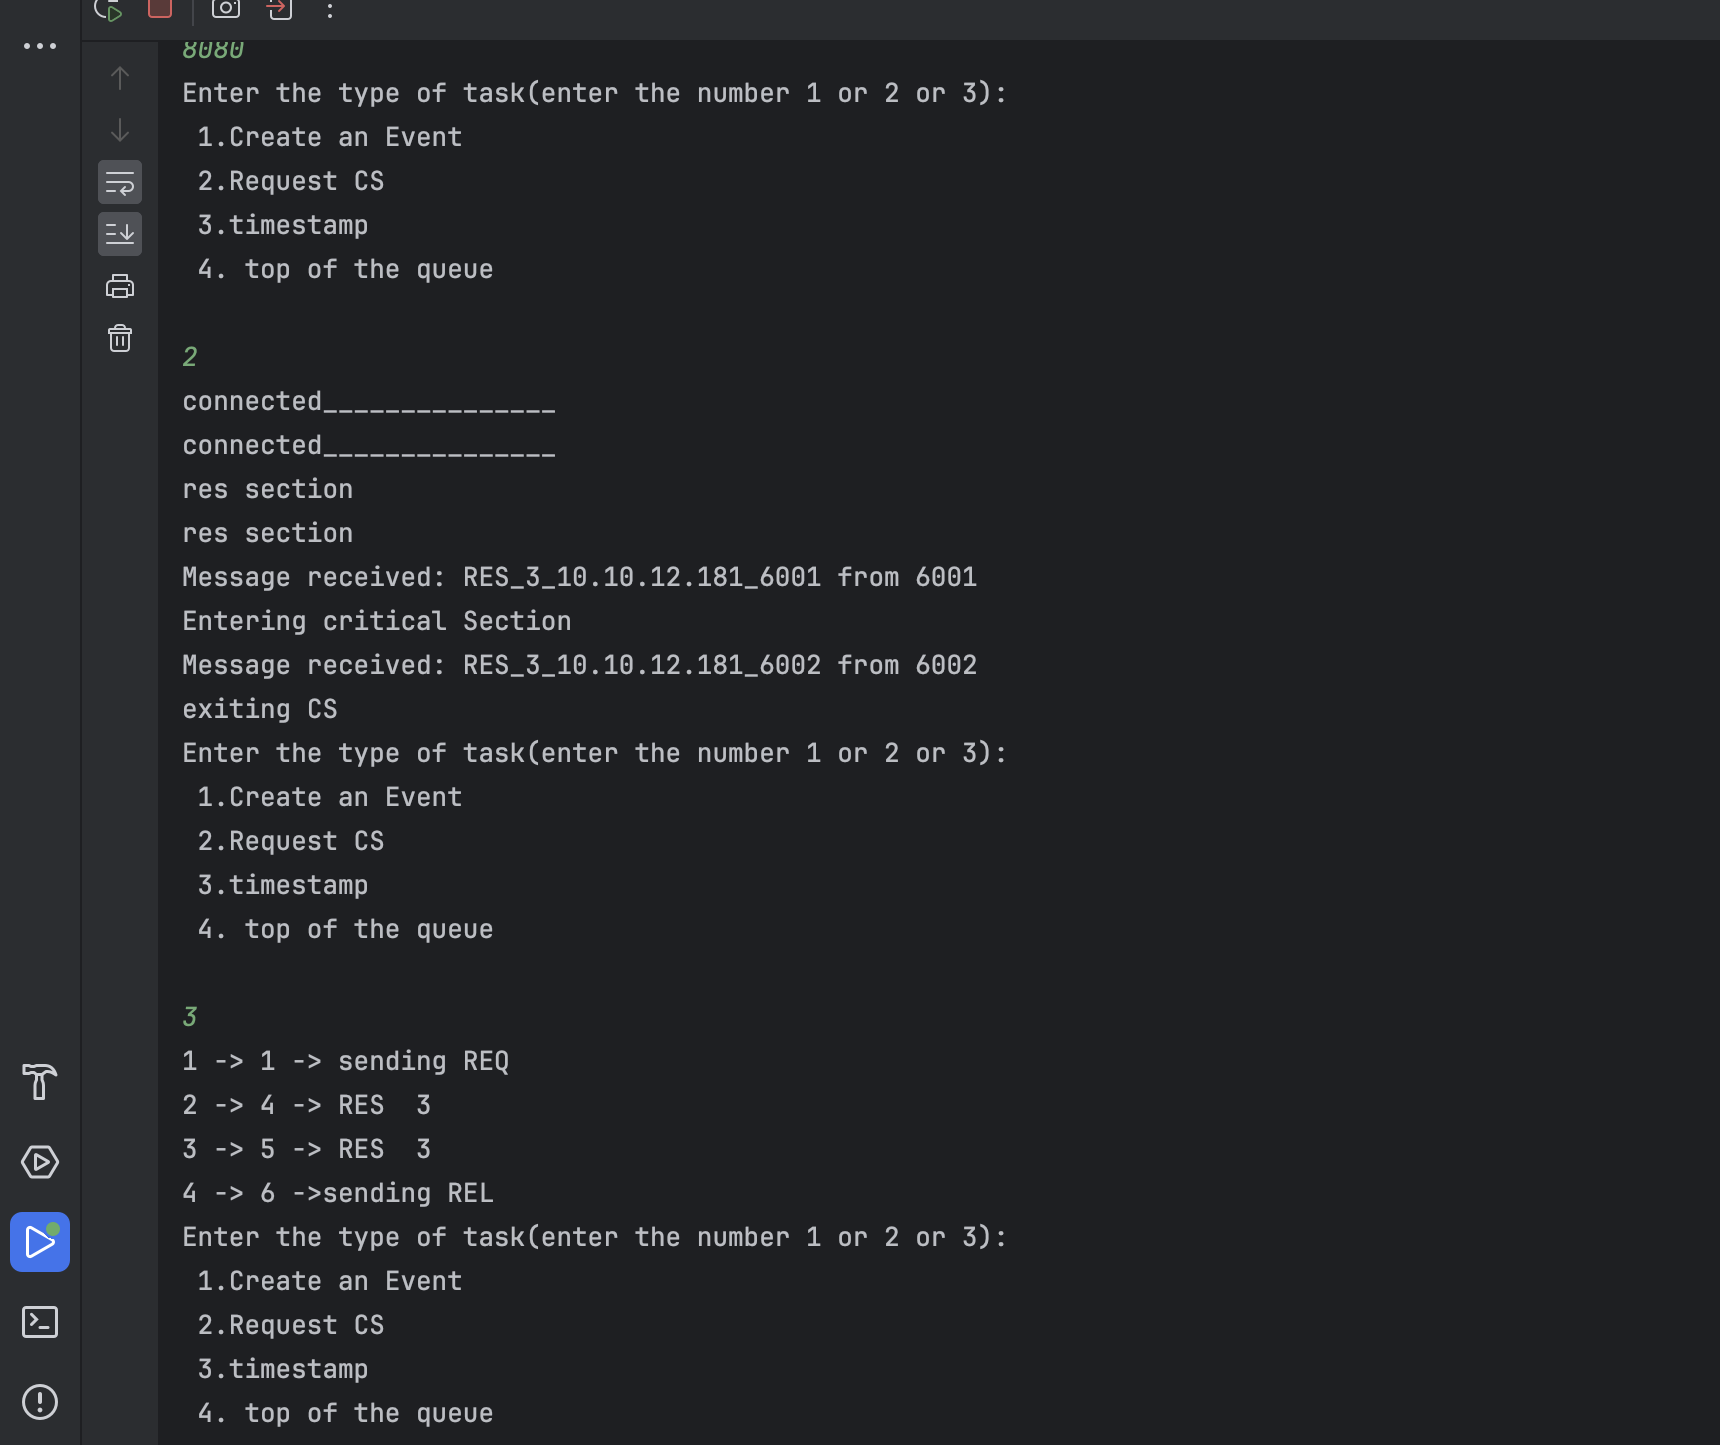 8080
Enter the type of task(enter the number 1 or 2 or 3):
1.Create an Event
2.Request CS
3.timestamp
4. top of the queue
2
connected_______________
connected_______________
res section
res section
Message received: RES_3_10.10.12.181_6001 from 6001
Entering critical Section
Message received: RES_3_10.10.12.181_6002 from 6002
exiting CS
Enter the type of task(enter the number 1 or 2 or 3):
1.Create an Event
2.Request CS
3.timestamp
4. top of the queue
3
1 -> 1 -> sending REQ
2 -> 4 -> RES  3
3 -> 5 -> RES  3
4 -> 6 ->sending REL
Enter the type of task(enter the number 1 or 2 or 3):
1.Create an Event
2.Request CS
3.timestamp
4. top of the queue